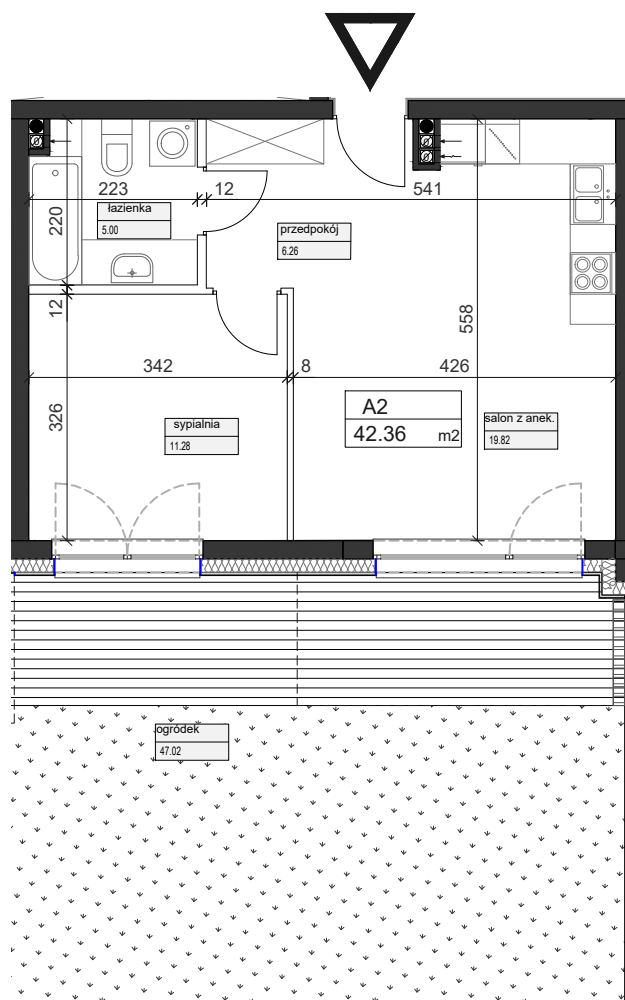 223
12
541
220
łazienka
5.00
przedpokój
6.26
12
558
342
8
426
326
A2
42.36 m2
sypialnia
11.28
salon z anek.
19.82
ogródek
47.02